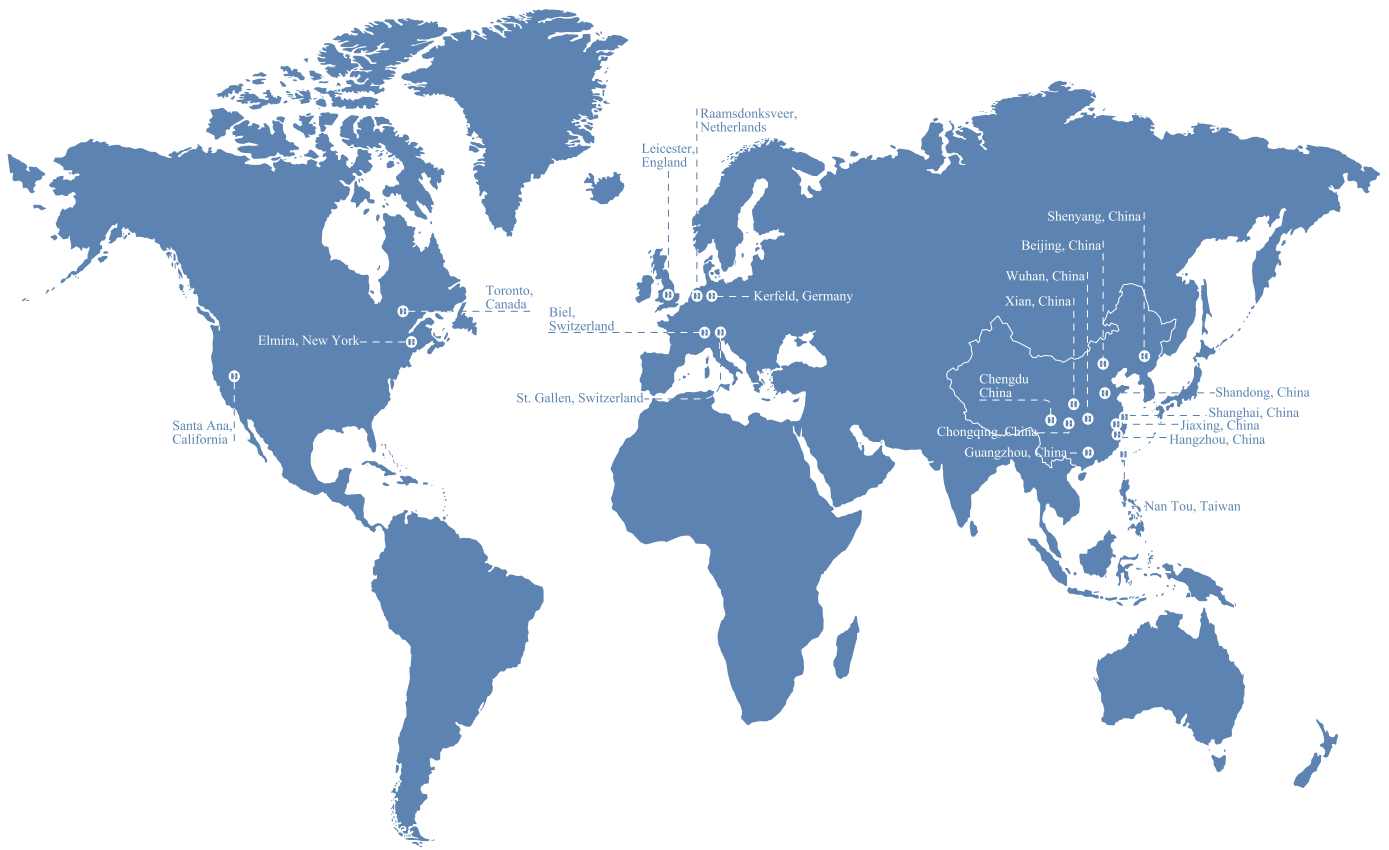 Raamsdonksveer,
Netherlands
Leicester,
England
Shenyang, China
Beijing, China
Wuhan, China
Xian, China
Toronto,
Canada
Kerfeld, Germany
Biel,
Switzerland
Elmira, New York
Chengdu
China
St. Gallen, Switzerland
Shandong, China
Shanghai, China
Santa Ana,
California
Jiaxing, China
Chongqing, China
Hangzhou, China
Guangzhou, China
Nan Tou, Taiwan